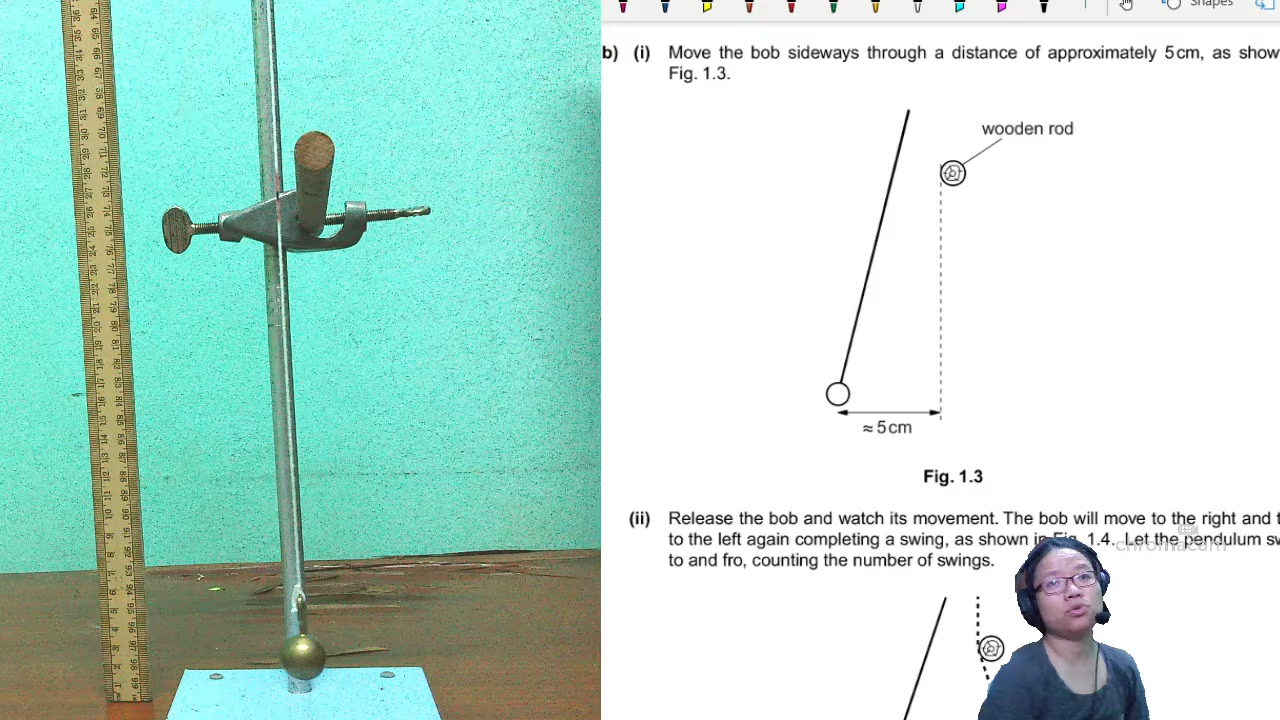 Shapes
b) (i) Move the bob sideways through a distance of approximately 5 cm, as show
Fig. 1.3.
wooden rod
≈ 5 cm
Fig. 1.3
(ii) Release the bob and watch its movement. The bob will move to the right and t
to the left again completing a swing, as shown in Fig. 1.4. Let the pendulum sw
to and fro, counting the number of swings.
chromacam